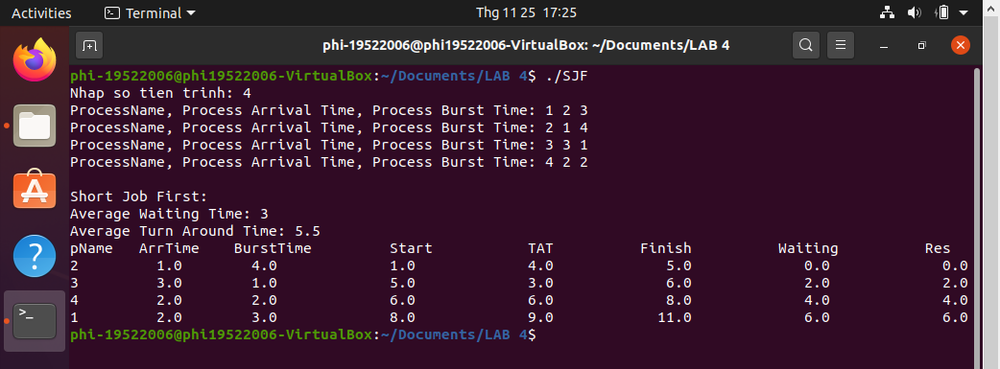 Activities Terminal Thg 11 25 17:25
phi-19522006@phi19522006-VirtualBox: ~/Documents/LAB 4
phi-19522006@phi19522006-VirtualBox:~/Documents/LAB 4$ ./SJF
Nhap so tien trinh: 4
ProcessName, Process Arrival Time, Process Burst Time: 1 2 3
ProcessName, Process Arrival Time, Process Burst Time: 2 1 4
ProcessName, Process Arrival Time, Process Burst Time: 3 3 1
ProcessName, Process Arrival Time, Process Burst Time: 4 2 2
Short Job First:
Average Waiting Time: 3
Average Turn Around Time: 5.5
pName ArrTime BurstTime Start TAT Finish Waiting Res
2 1.0 4.0 1.0 4.0 5.0 0.0 0.0
3 3.0 1.0 5.0 3.0 6.0 2.0 2.0
4 2.0 2.0 6.0 6.0 8.0 4.0 4.0
1 2.0 3.0 8.0 9.0 11.0 6.0 6.0
phi-19522006@phi19522006-VirtualBox:~/Documents/LAB 4$